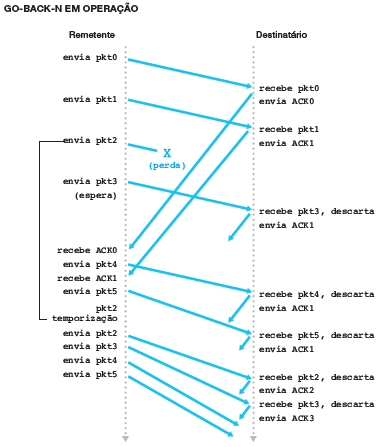 GO-BACK-N EM OPERAÇÃO
Remetente
Destinatário
envia pkt0
recebe pkt0
envia ACK0
envia pkt1
recebe pkt1
envia ACK1
envia pkt2
X
(perda)
envia pkt3
(espera)
recebe pkt3, descarta
envia ACK1
recebe ACK0
envia pkt4
recebe ACK1
envia pkt5
recebe pkt4, descarta
envia ACK1
pkt2
temporização
envia pkt2
envia pkt3
envia pkt4
envia pkt5
recebe pkt5, descarta
envia ACK1
recebe pkt2, descarta
envia ACK2
recebe pkt3, descarta
envia ACK3